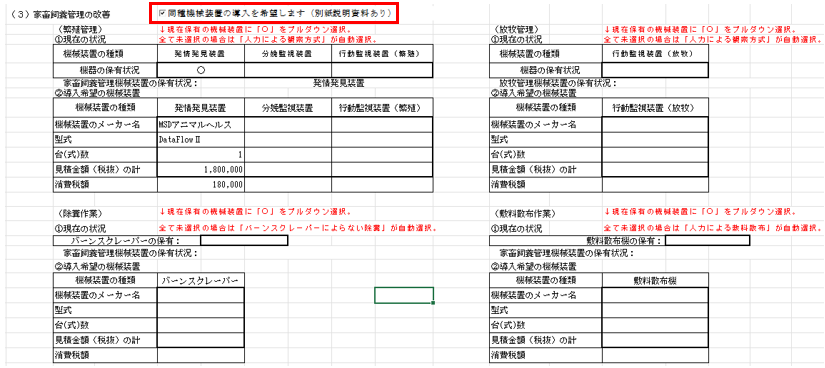 (3) 家畜飼養管理の改善
☑同種機械装置の導入を希望します（別紙説明資料あり）
（繁殖管理）
↓現在保有の機械装置に「〇」をプルダウン選択。
①現在の状況
全て未選択の場合は「人力による観察方式」が自動選択。
機械装置の種類 発情発見装置 分娩監視装置 行動監視装置（繁殖）
機器の保有状況 〇
家畜飼養管理機械装置の保有状況： 発情発見装置
②導入希望の機械装置
機械装置の種類 発情発見装置 分娩監視装置 行動監視装置（繁殖）
機械装置のメーカー名 MSDアニマルヘルス
型式 DataFlowⅡ
台(式)数 1
見積金額（税抜）の計 1,800,000
消費税額 180,000
（放牧管理）
↓現在保有の機械装置に「〇」をプルダウン選択。
①現在の状況
全て未選択の場合は「人力による観察方式」が自動選択。
機械装置の種類 行動監視装置（放牧）
機器の保有状況
放牧管理機械装置の保有状況：
②導入希望の機械装置
機械装置の種類 行動監視装置（放牧）
機械装置のメーカー名
型式
台(式)数
見積金額（税抜）の計
消費税額
（除糞作業）
↓現在保有の機械装置に「〇」をプルダウン選択。
①現在の状況
全て未選択の場合は「バーンスクレーパーによらない除糞」が自動選択。
バーンスクレーパーの保有：
家畜飼養管理機械装置の保有状況：
②導入希望の機械装置
機械装置の種類 バーンスクレーパー
機械装置のメーカー名
型式
台(式)数
見積金額（税抜）の計
消費税額
（敷料散布作業）
↓現在保有の機械装置に「〇」をプルダウン選択。
①現在の状況
全て未選択の場合は「人力による敷料散布」が自動選択。
敷料散布機の保有：
家畜飼養管理機械装置の保有状況：
②導入希望の機械装置
機械装置の種類 敷料散布機
機械装置のメーカー名
型式
台(式)数
見積金額（税抜）の計
消費税額